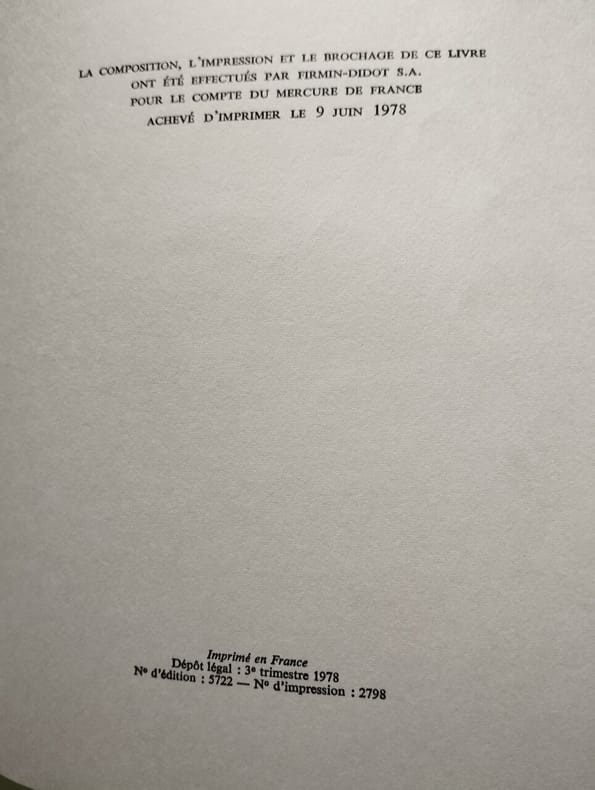 LA COMPOSITION, L'IMPRESSION ET LE BROCHAGE DE CE LIVRE
ONT ÉTÉ EFFECTUÉS PAR FIRMIN-DIDOT S.A.
POUR LE COMPTE DU MERCURE DE FRANCE
ACHEVÉ D'IMPRIMER LE 9 JUIN 1978
Imprimé en France
Dépôt légal : 3e trimestre 1978
No d'édition : 5722 — No d'impression : 2798